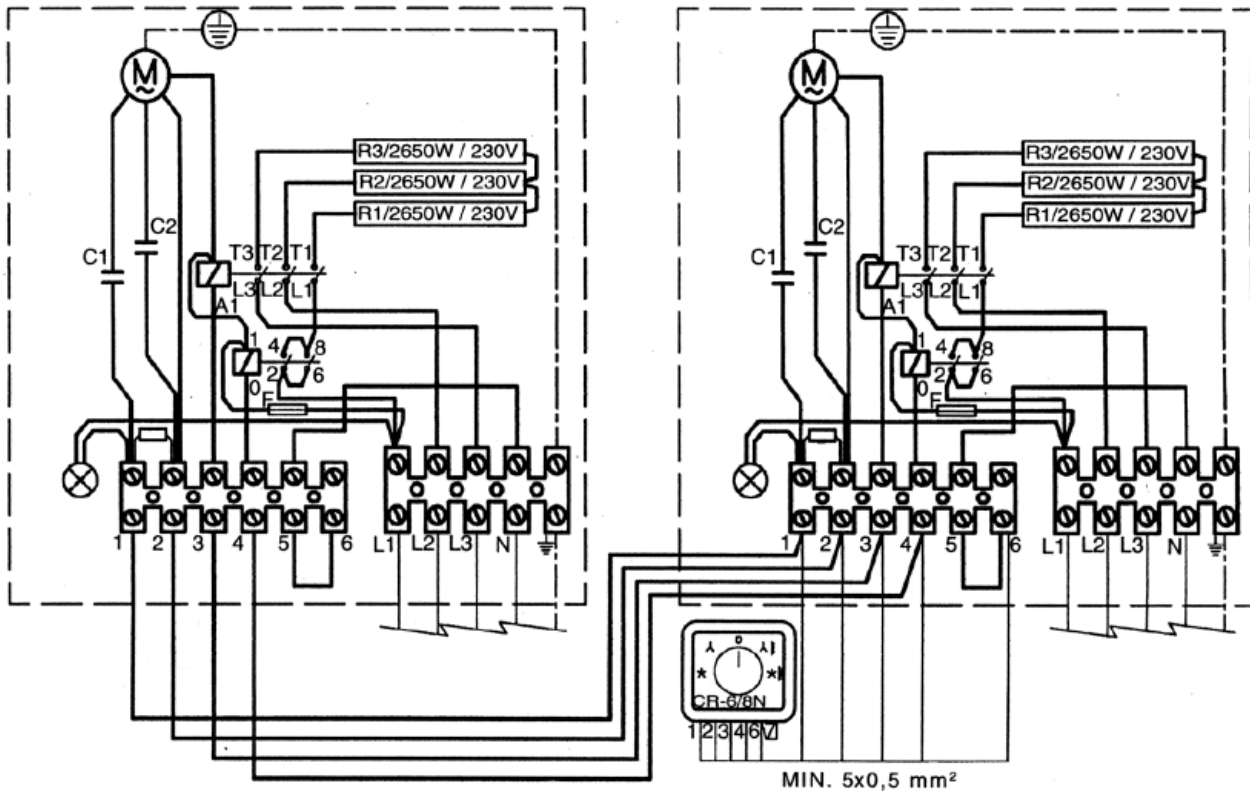 M
~
R3/2650W / 230V
R2/2650W / 230V
R1/2650W / 230V
C2
C1
T3 T2 T1
L3 L2 L1
A1
1
4 8
2 6
0
F
1 2 3 4 5 6
L1 L2 L3 N
M
~
R3/2650W / 230V
R2/2650W / 230V
R1/2650W / 230V
C2
C1
T3 T2 T1
L3 L2 L1
A1
1
4 8
2 6
0
F
1 2 3 4 5 6
L1 L2 L3 N
0
CR-6/8N
1 2 3 4 6
MIN. 5x0,5 mm²